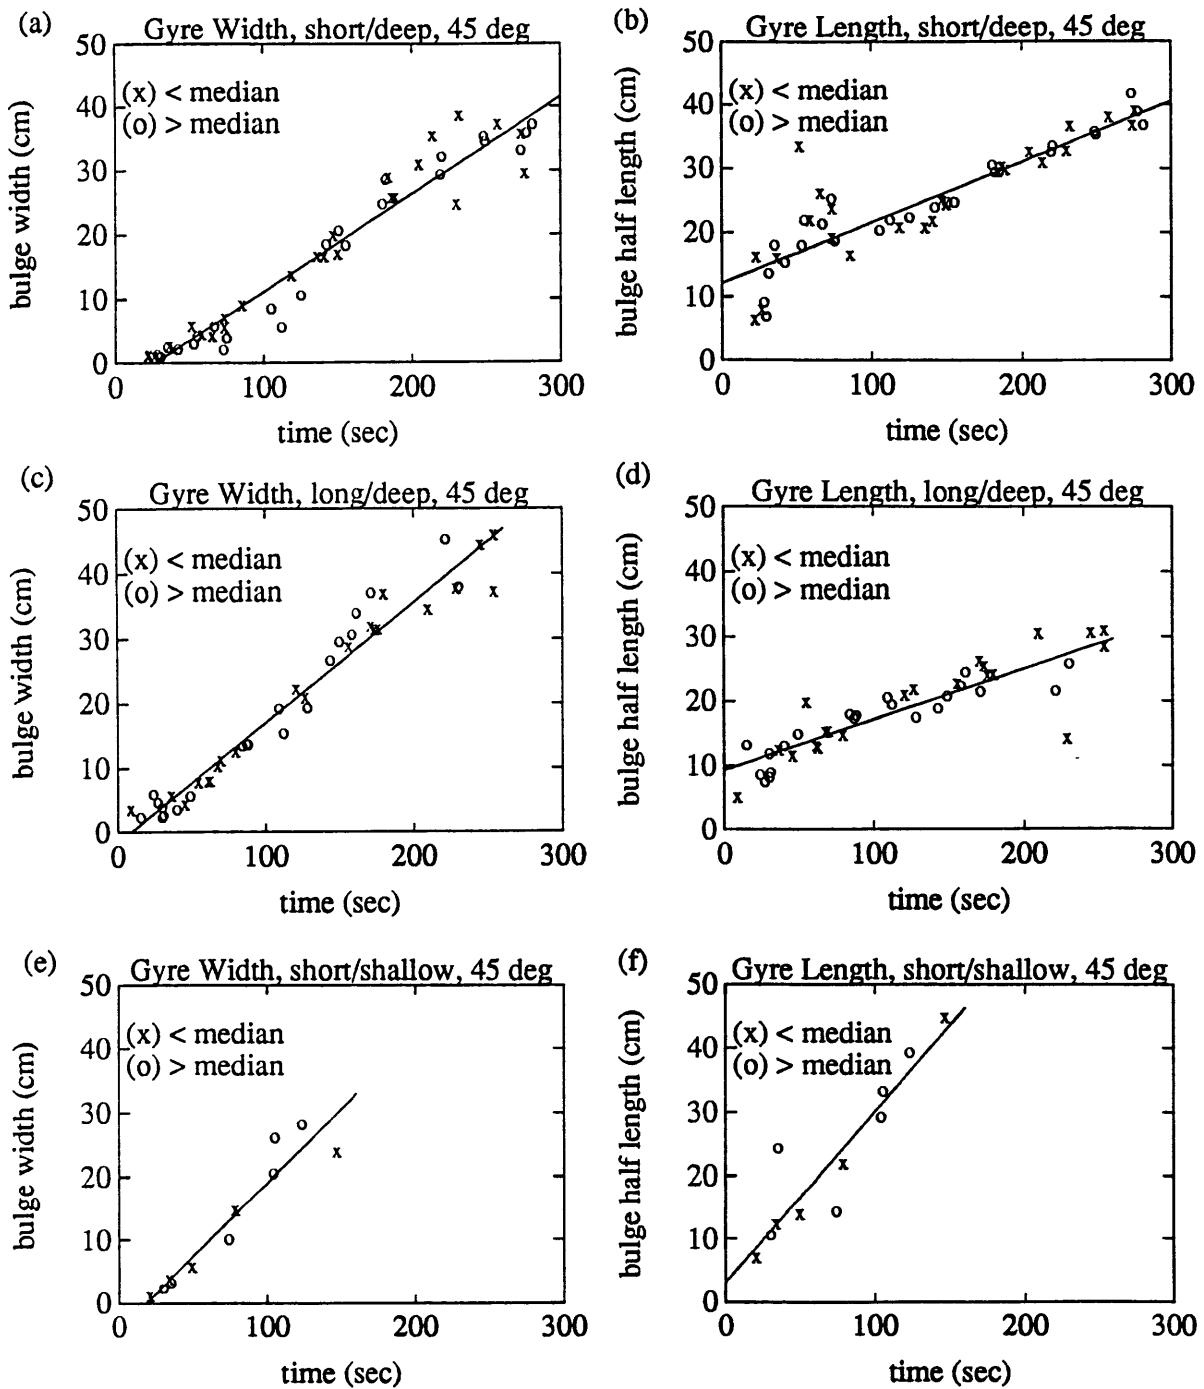 (a) Gyre Width, short/deep, 45 deg
50
40
30
20
10
0
bulge width (cm)
(x) < median
(o) > median
0 100 200 300
time (sec)
(b) Gyre Length, short/deep, 45 deg
50
40
30
20
10
0
bulge half length (cm)
(x) < median
(o) > median
0 100 200 300
time (sec)
(c) Gyre Width, long/deep, 45 deg
50
40
30
20
10
0
bulge width (cm)
(x) < median
(o) > median
0 100 200 300
time (sec)
(d) Gyre Length, long/deep, 45 deg
50
40
30
20
10
0
bulge half length (cm)
(x) < median
(o) > median
0 100 200 300
time (sec)
(e) Gyre Width, short/shallow, 45 deg
50
40
30
20
10
0
bulge width (cm)
(x) < median
(o) > median
0 100 200 300
time (sec)
(f) Gyre Length, short/shallow, 45 deg
50
40
30
20
10
0
bulge half length (cm)
(x) < median
(o) > median
0 100 200 300
time (sec)